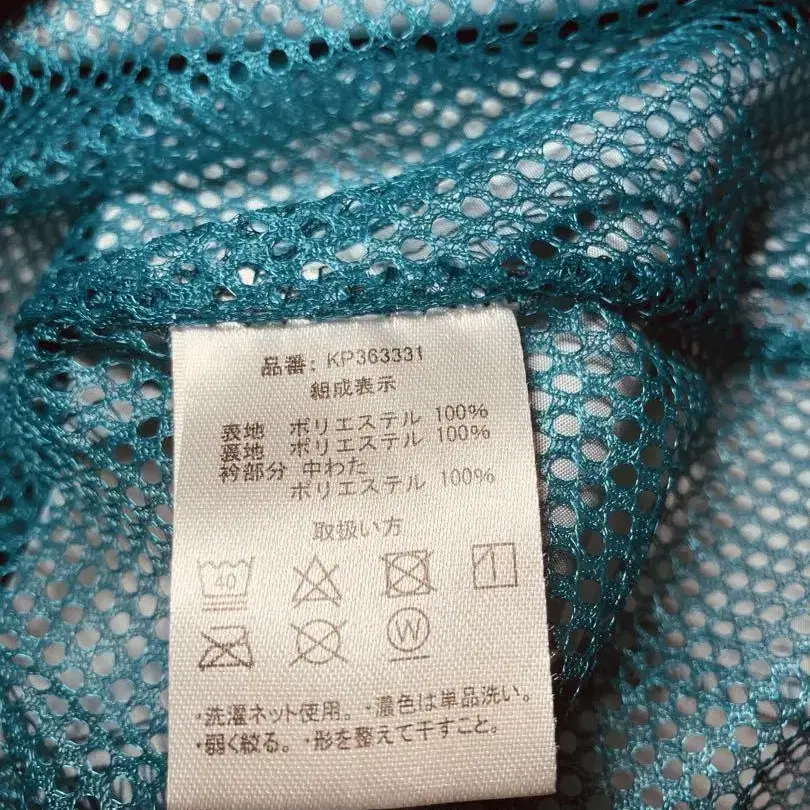 品番: KP363331
組成表示
表地 ポリエステル 100%
裏地 ポリエステル 100%
衿部分 中わた
ポリエステル 100%
取扱い方
40
W
・洗濯ネット使用。・濃色は単品洗い。
・弱く絞る。・形を整えて干すこと。